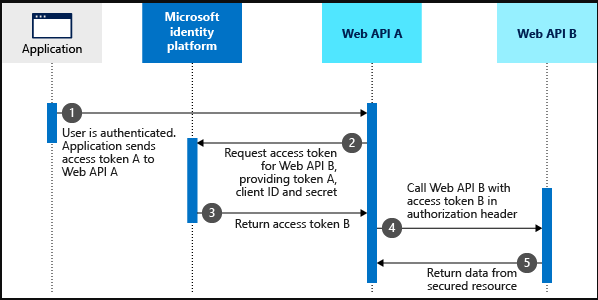 Application
Microsoft
identity
platform
Web API A
Web API B
1
User is authenticated.
Application sends
access token A to
Web API A
2
Request access token
for Web API B,
providing token A,
client ID and secret
3
Return access token B
Call Web API B with
access token B in
authorization header
4
5
Return data from
secured resource